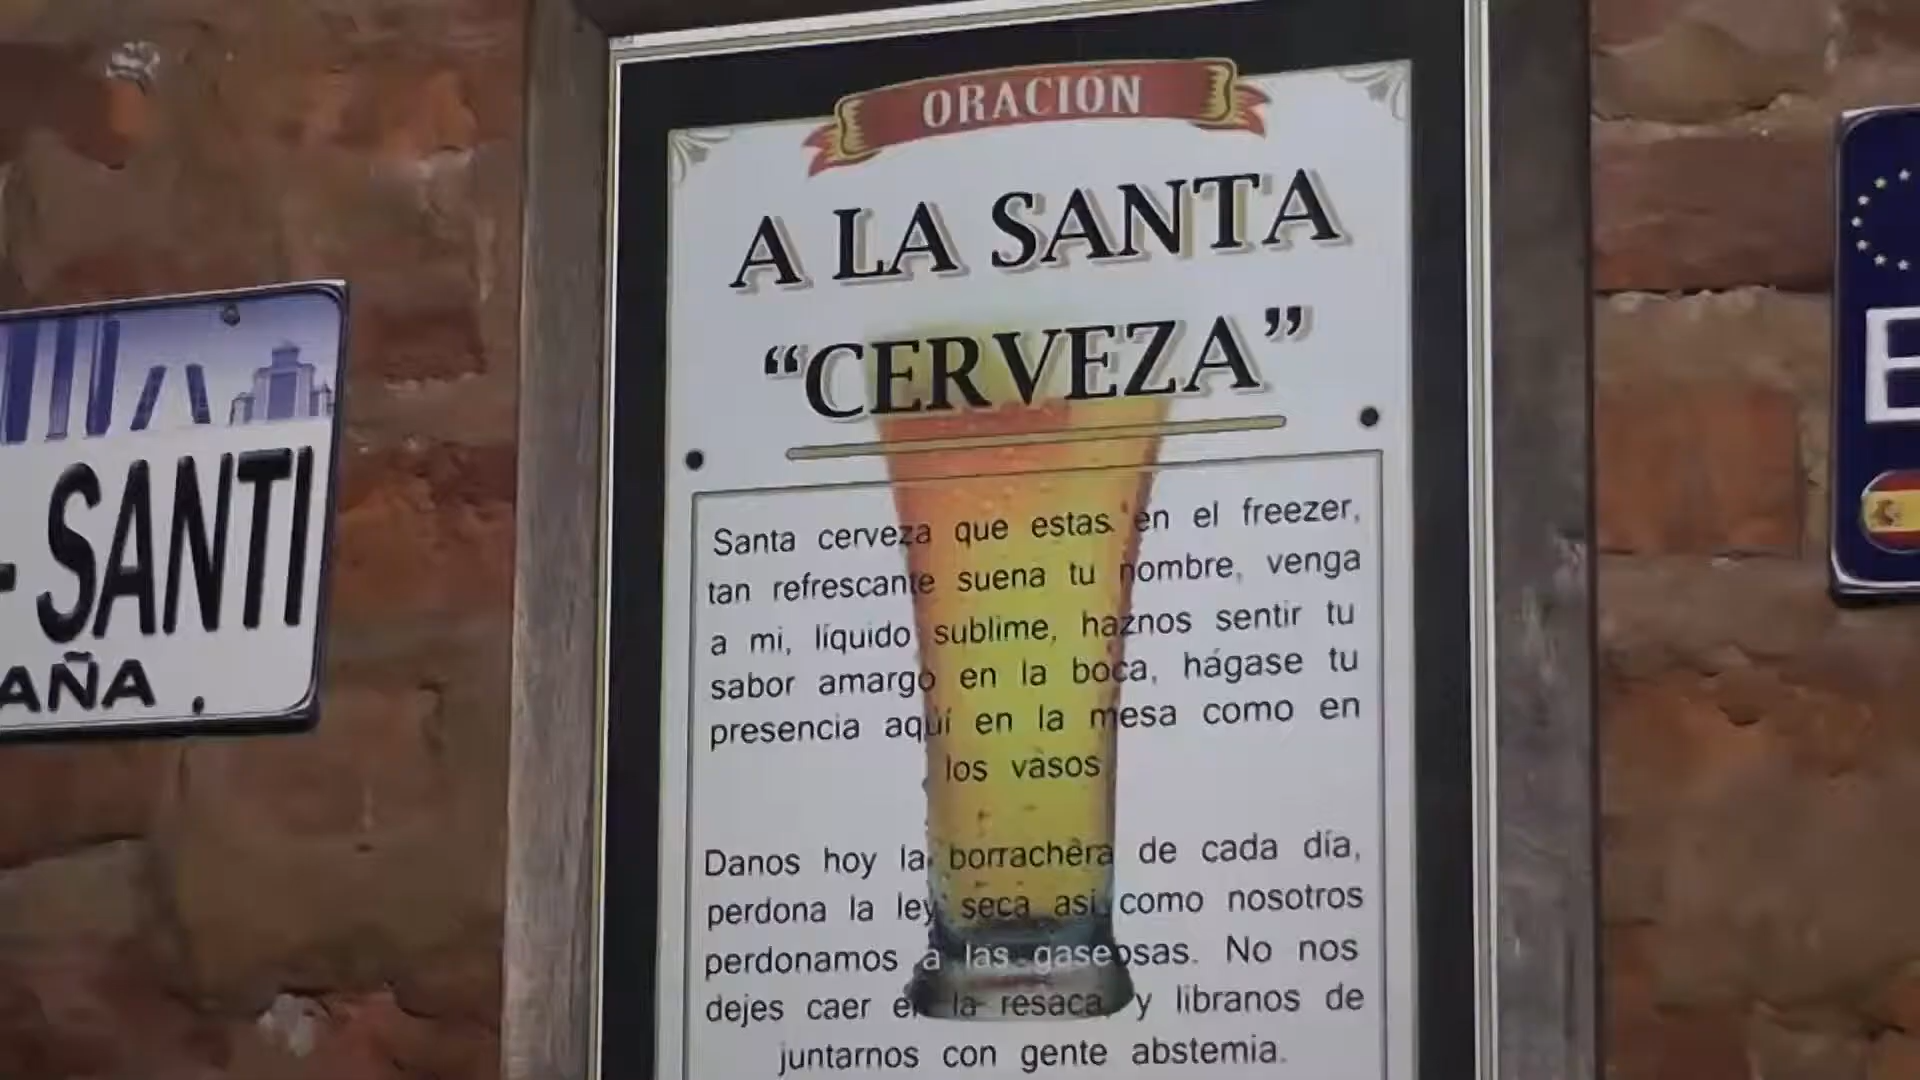 ORACIÓN
A LA SANTA
“CERVEZA”
Santa cerveza que estas en el freezer,
tan refrescante suena tu nombre, venga
a mi, líquido sublime, haznos sentir tu
sabor amargo en la boca, hágase tu
presencia aquí en la mesa como en
los vasos
Danos hoy la borrachera de cada día,
perdona la ley seca asi como nosotros
perdonamos a las gaseosas. No nos
dejes caer en la resaca, y libranos de
juntarnos con gente abstemia.
- SANTI
AÑA
E